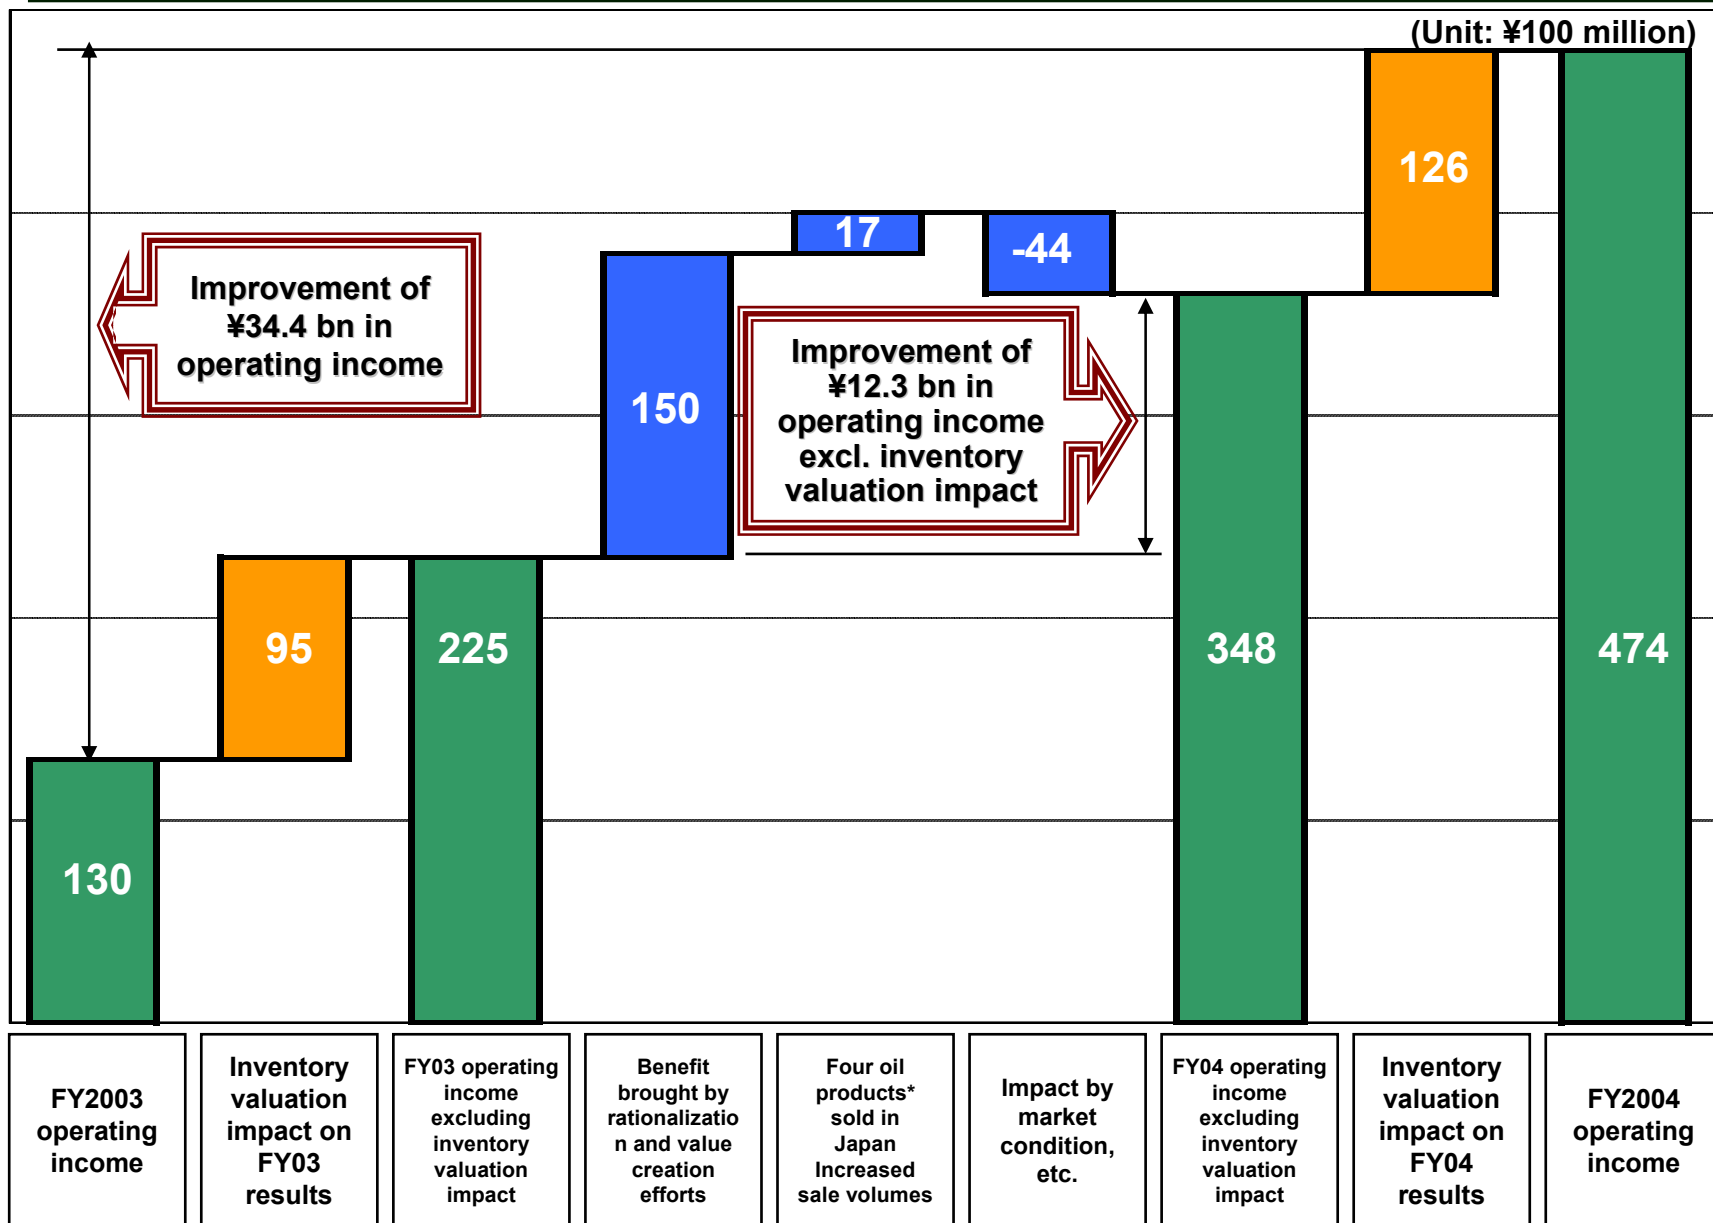 (Unit: ¥100 million)
126
17
-44
Improvement of
¥34.4 bn in
operating income
Improvement of
¥12.3 bn in
operating income
excl. inventory
valuation impact
150
95
225
348
474
130
FY2003
operating
income
Inventory
valuation
impact on
FY03
results
FY03 operating
income
excluding
inventory
valuation
impact
Benefit
brought by
rationalizatio
n and value
creation
efforts
Four oil
products*
sold in
Japan
Increased
sale volumes
Impact by
market
condition,
etc.
FY04 operating
income
excluding
inventory
valuation
impact
Inventory
valuation
impact on
FY04
results
FY2004
operating
income